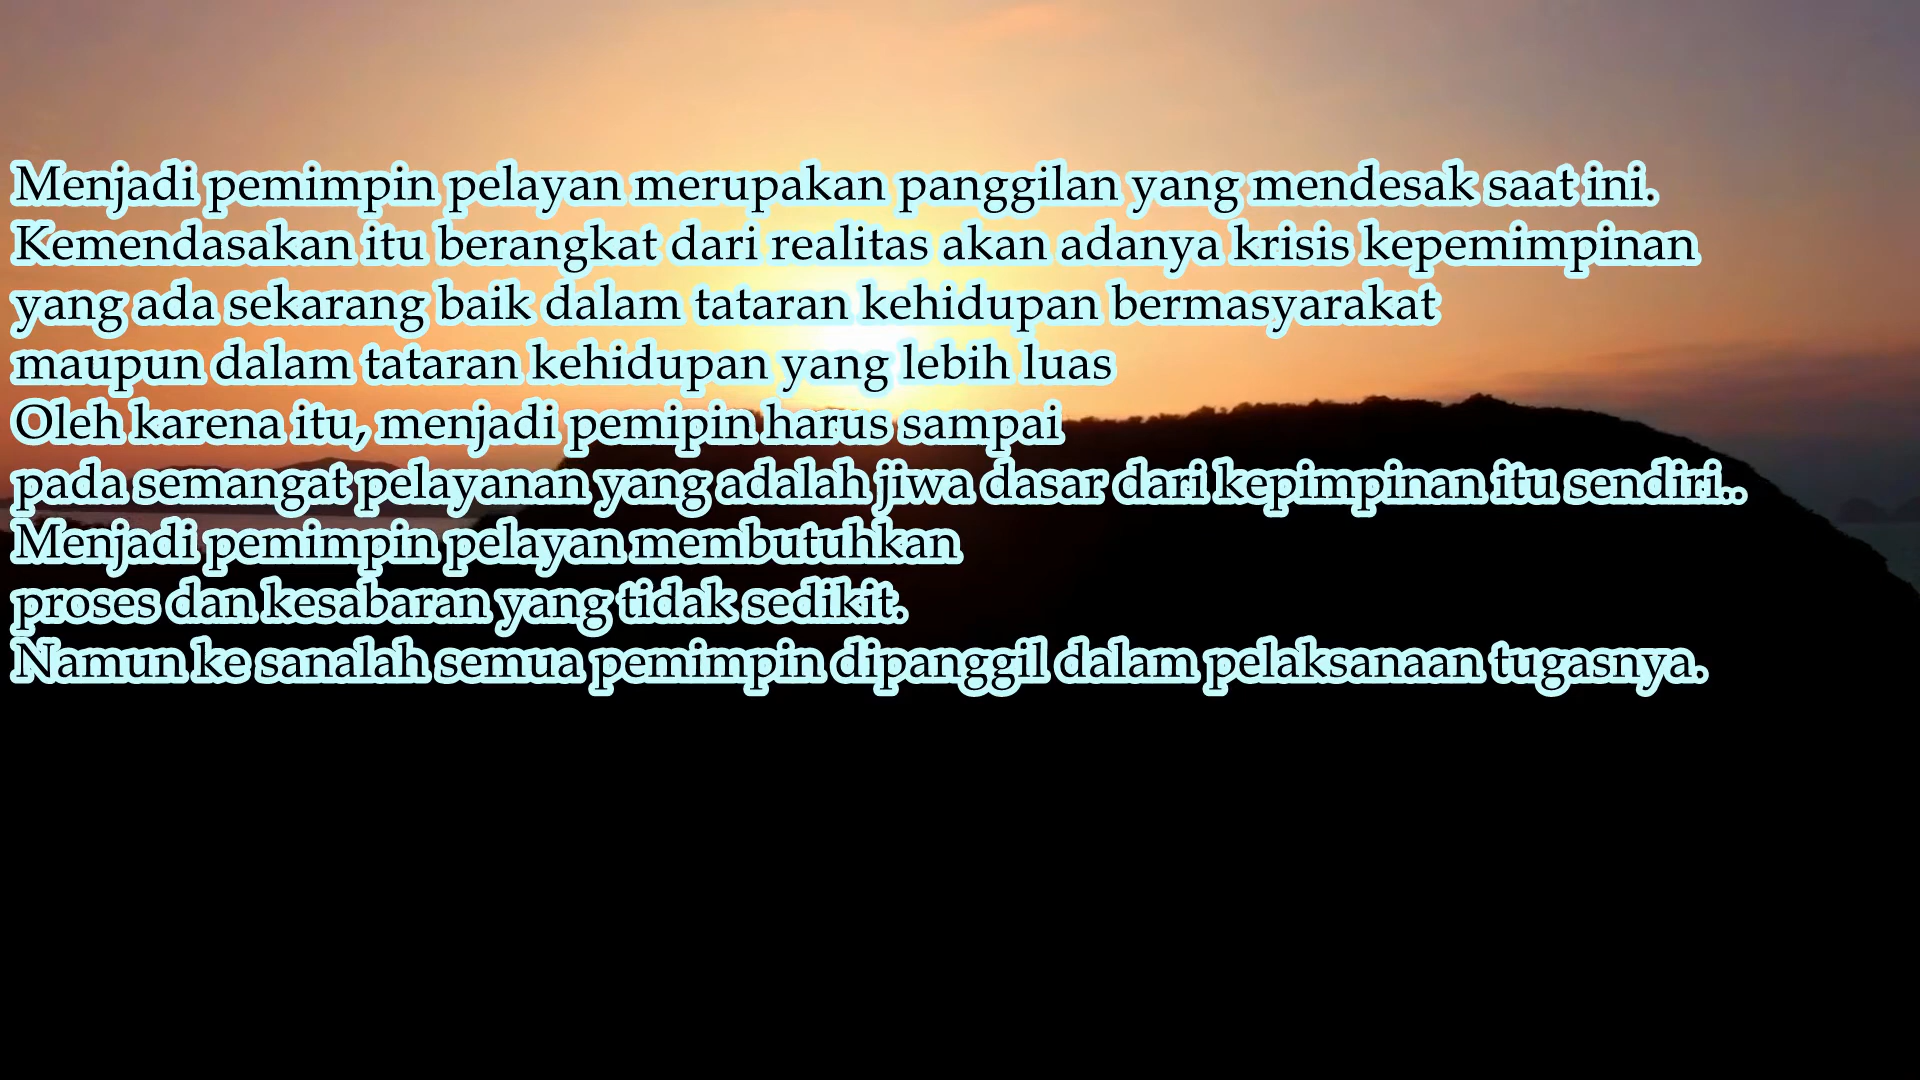 Menjadi pemimpin pelayan merupakan panggilan yang mendesak saat ini.
Kemendasakan itu berangkat dari realitas akan adanya krisis kepemimpinan
yang ada sekarang baik dalam tataran kehidupan bermasyarakat
maupun dalam tataran kehidupan yang lebih luas
Oleh karena itu, menjadi pemipin harus sampai
pada semangat pelayanan yang adalah jiwa dasar dari kepimpinan itu sendiri..
Menjadi pemimpin pelayan membutuhkan
proses dan kesabaran yang tidak sedikit.
Namun ke sanalah semua pemimpin dipanggil dalam pelaksanaan tugasnya.